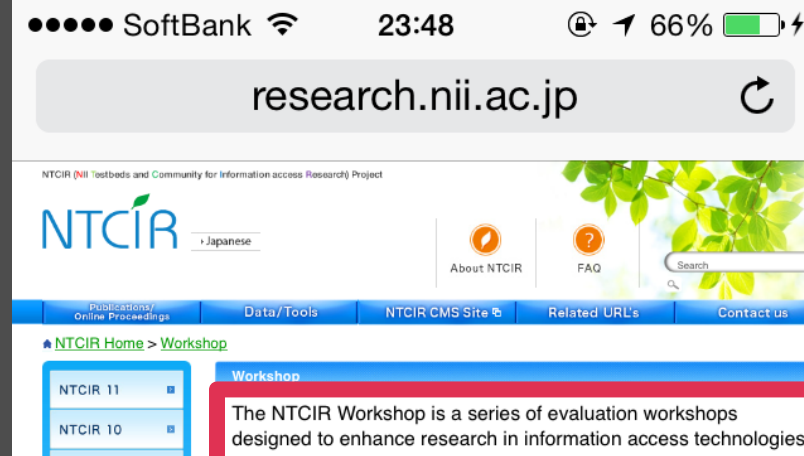 SoftBank 23:48 66%
research.nii.ac.jp
NTCIR (NII Testbeds and Community for Information access Research) Project
NTCIR
Japanese
About NTCIR
FAQ
Search
Publications/
Online Proceedings
Data/Tools
NTCIR CMS Site
Related URL's
Contact us
NTCIR Home > Workshop
NTCIR 11
NTCIR 10
Workshop
The NTCIR Workshop is a series of evaluation workshops
designed to enhance research in information access technologies